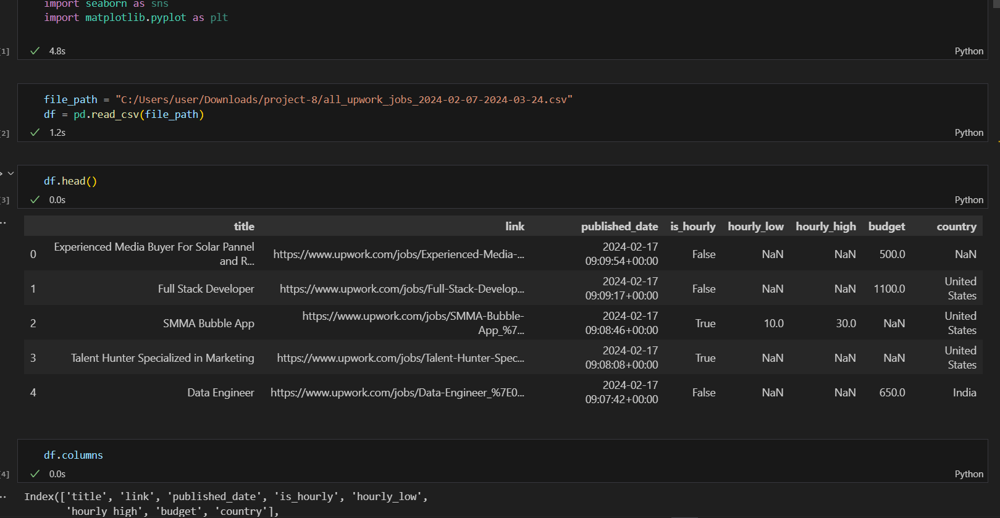 import seaborn as sns
import matplotlib.pyplot as plt
[1] 4.8s Python
file_path = "C:/Users/user/Downloads/project-8/all_upwork_jobs_2024-02-07-2024-03-24.csv"
df = pd.read_csv(file_path)
[2] 1.2s Python
df.head()
[3] 0.0s Python
title link published_date is_hourly hourly_low hourly_high budget country
0 Experienced Media Buyer For Solar Pannel and R... https://www.upwork.com/jobs/Experienced-Media-... 2024-02-17 09:09:54+00:00 False NaN NaN 500.0 NaN
1 Full Stack Developer https://www.upwork.com/jobs/Full-Stack-Develop... 2024-02-17 09:09:17+00:00 False NaN NaN 1100.0 United States
2 SMMA Bubble App https://www.upwork.com/jobs/SMMA-Bubble-App_%7... 2024-02-17 09:08:46+00:00 True 10.0 30.0 NaN United States
3 Talent Hunter Specialized in Marketing https://www.upwork.com/jobs/Talent-Hunter-Spec... 2024-02-17 09:08:08+00:00 True NaN NaN NaN United States
4 Data Engineer https://www.upwork.com/jobs/Data-Engineer_%7E0... 2024-02-17 09:07:42+00:00 False NaN NaN 650.0 India
df.columns
[4] 0.0s Python
Index(['title', 'link', 'published_date', 'is_hourly', 'hourly_low',
'hourly_high', 'budget', 'country'],